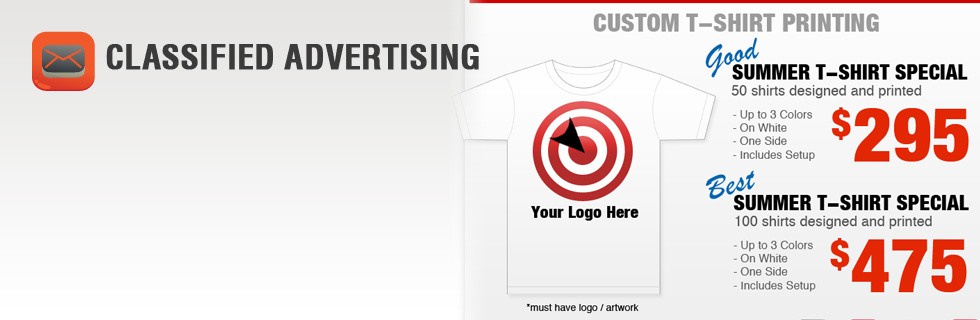 CLASSIFIED ADVERTISING
CUSTOM T-SHIRT PRINTING
Good
SUMMER T-SHIRT SPECIAL
50 shirts designed and printed
- Up to 3 Colors
- On White
- One Side
- Includes Setup
$295
Best
SUMMER T-SHIRT SPECIAL
100 shirts designed and printed
- Up to 3 Colors
- On White
- One Side
- Includes Setup
$475
Your Logo Here
*must have logo / artwork